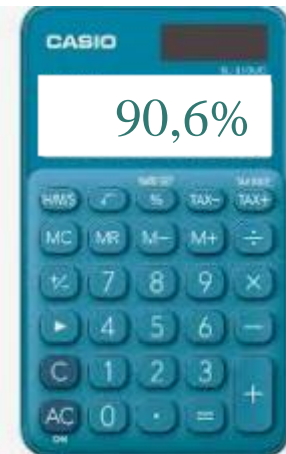 CASIO
90,6%
√ % TAX− TAX+
MC MR M− M+ ÷
+/− 7 8 9 ×
▶ 4 5 6 −
C 1 2 3
+
AC 0 · =
ON